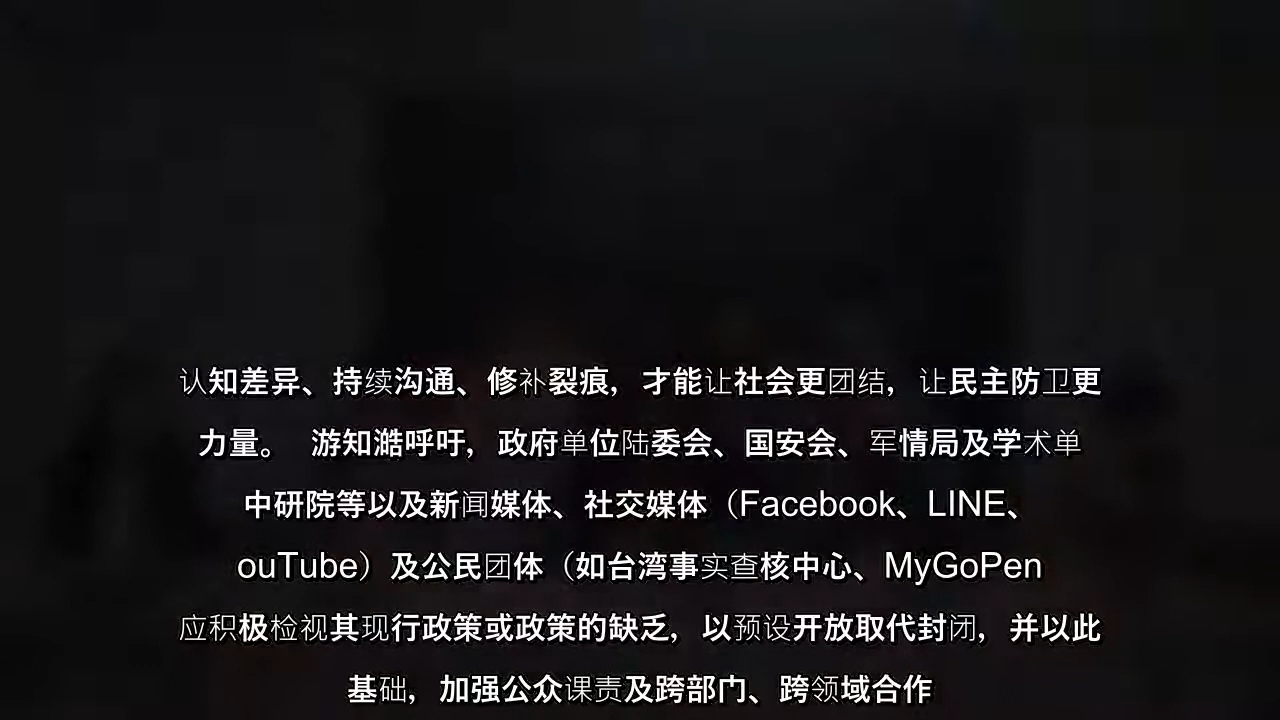 认知差异、持续沟通、修补裂痕，才能让社会更团结，让民主防卫更
力量。 游知澔呼吁，政府单位陆委会、国安会、军情局及学术单
中研院等以及新闻媒体、社交媒体（Facebook、LINE、
ouTube）及公民团体（如台湾事实查核中心、MyGoPen
应积极检视其现行政策或政策的缺乏，以预设开放取代封闭，并以此
基础，加强公众课责及跨部门、跨领域合作